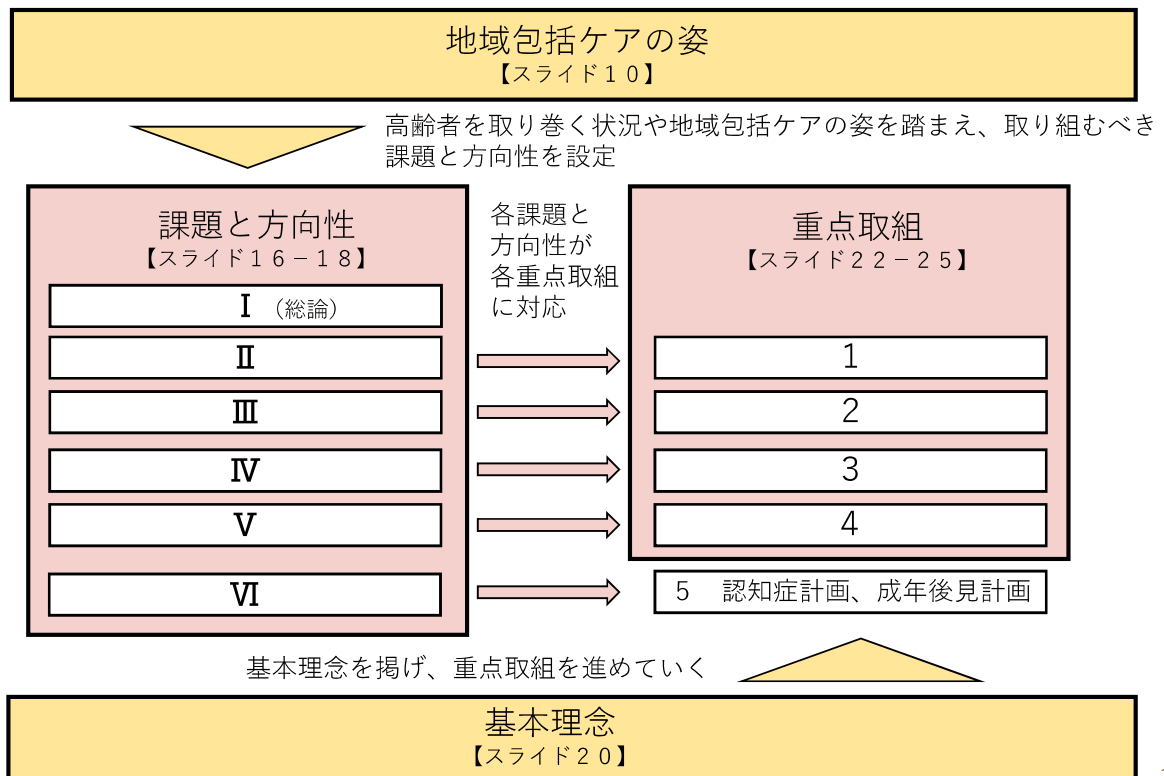 地域包括ケアの姿
【スライド１０】
高齢者を取り巻く状況や地域包括ケアの姿を踏まえ、取り組むべき
課題と方向性を設定
課題と方向性
【スライド１６－１８】
Ⅰ （総論）
Ⅱ
Ⅲ
Ⅳ
Ⅴ
Ⅵ
各課題と
方向性が
各重点取組
に対応
重点取組
【スライド２２－２５】
1
2
3
4
5　認知症計画、成年後見計画
基本理念を掲げ、重点取組を進めていく
基本理念
【スライド２０】